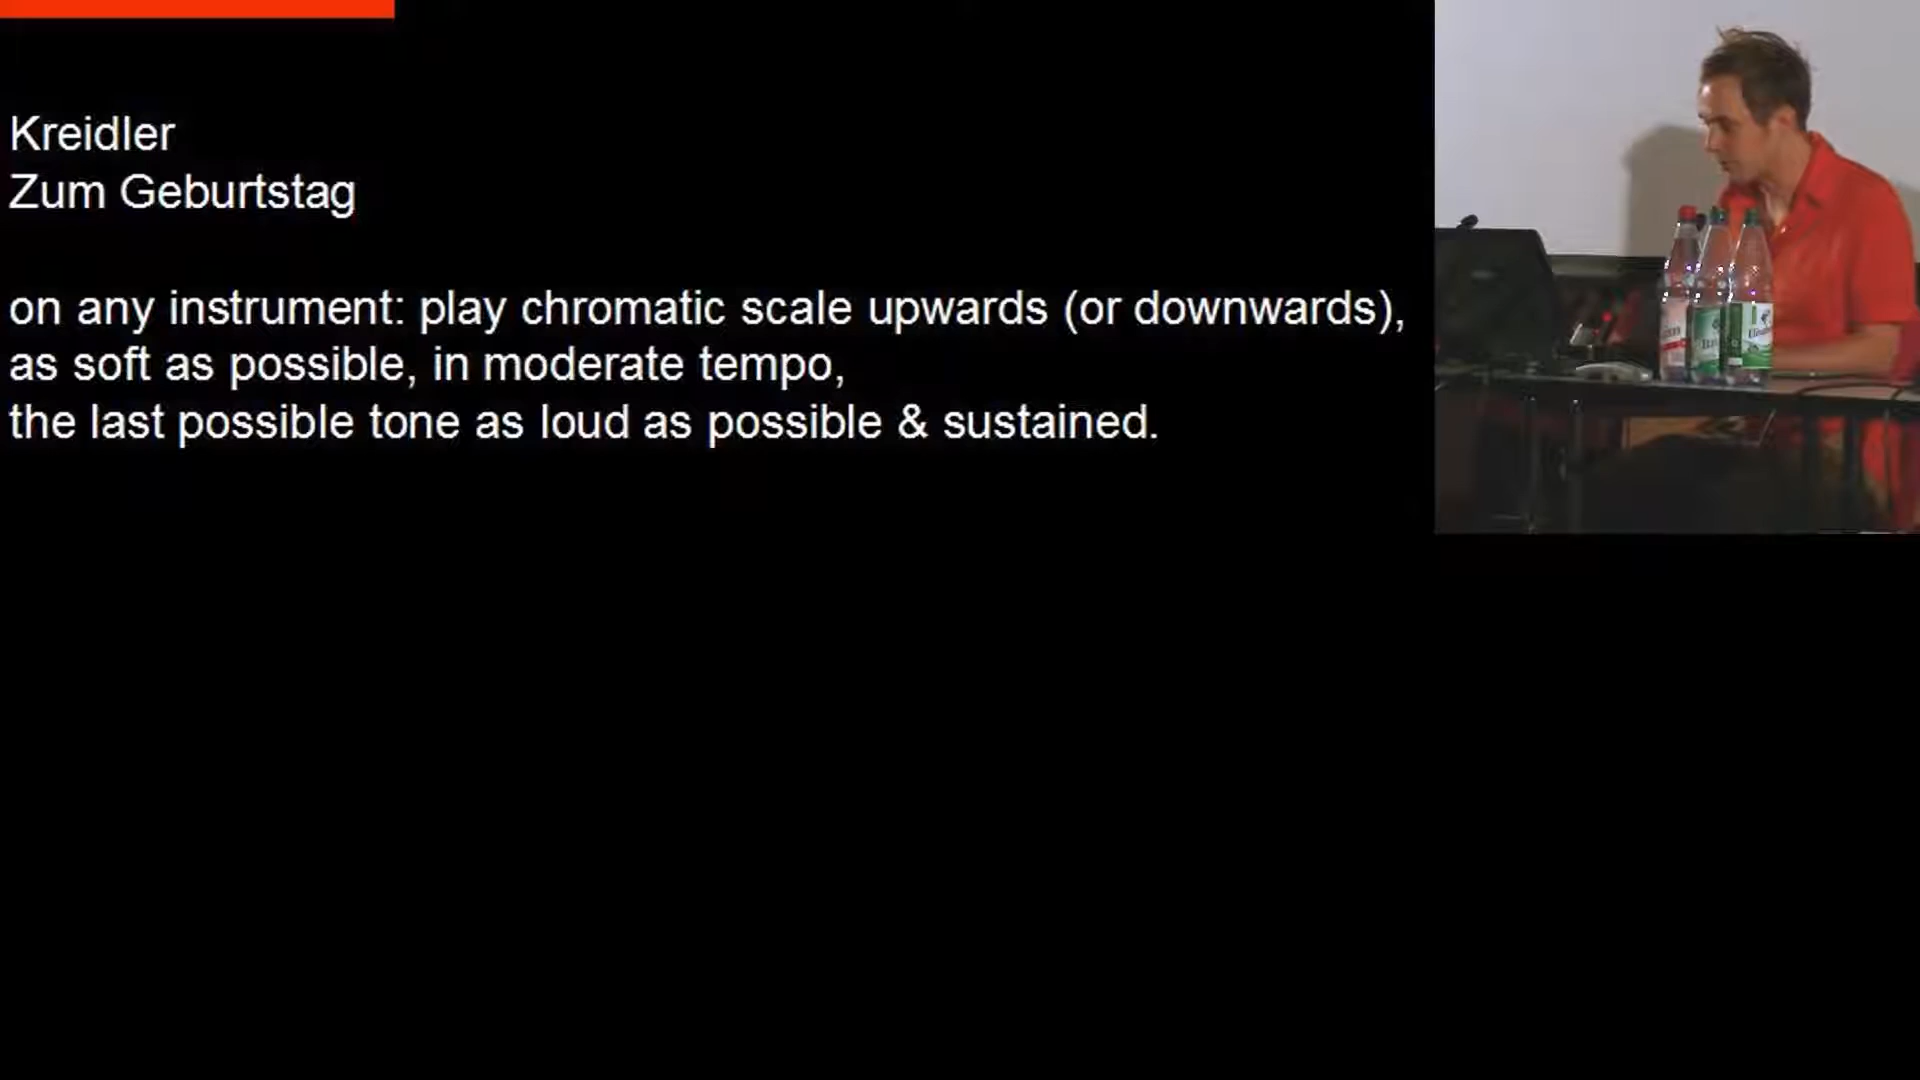 Kreidler
Zum Geburtstag
on any instrument: play chromatic scale upwards (or downwards),
as soft as possible, in moderate tempo,
the last possible tone as loud as possible & sustained.